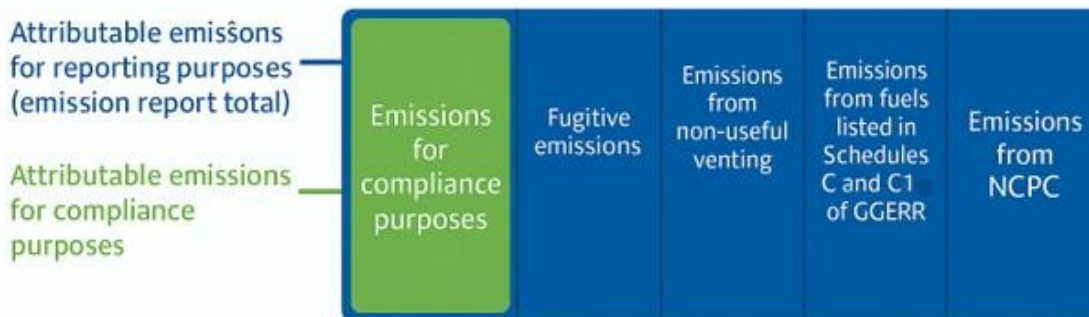 Attributable emissõns
for reporting purposes
(emission report total)
Attributable emissions
for compliance
purposes
Emissions
for
compliance
purposes
Fugitive
emissions
Emissions
from
non-useful
venting
Emissions
from fuels
listed in
Schedules
C and C1
of GGERR
Emissions
from
NCPC